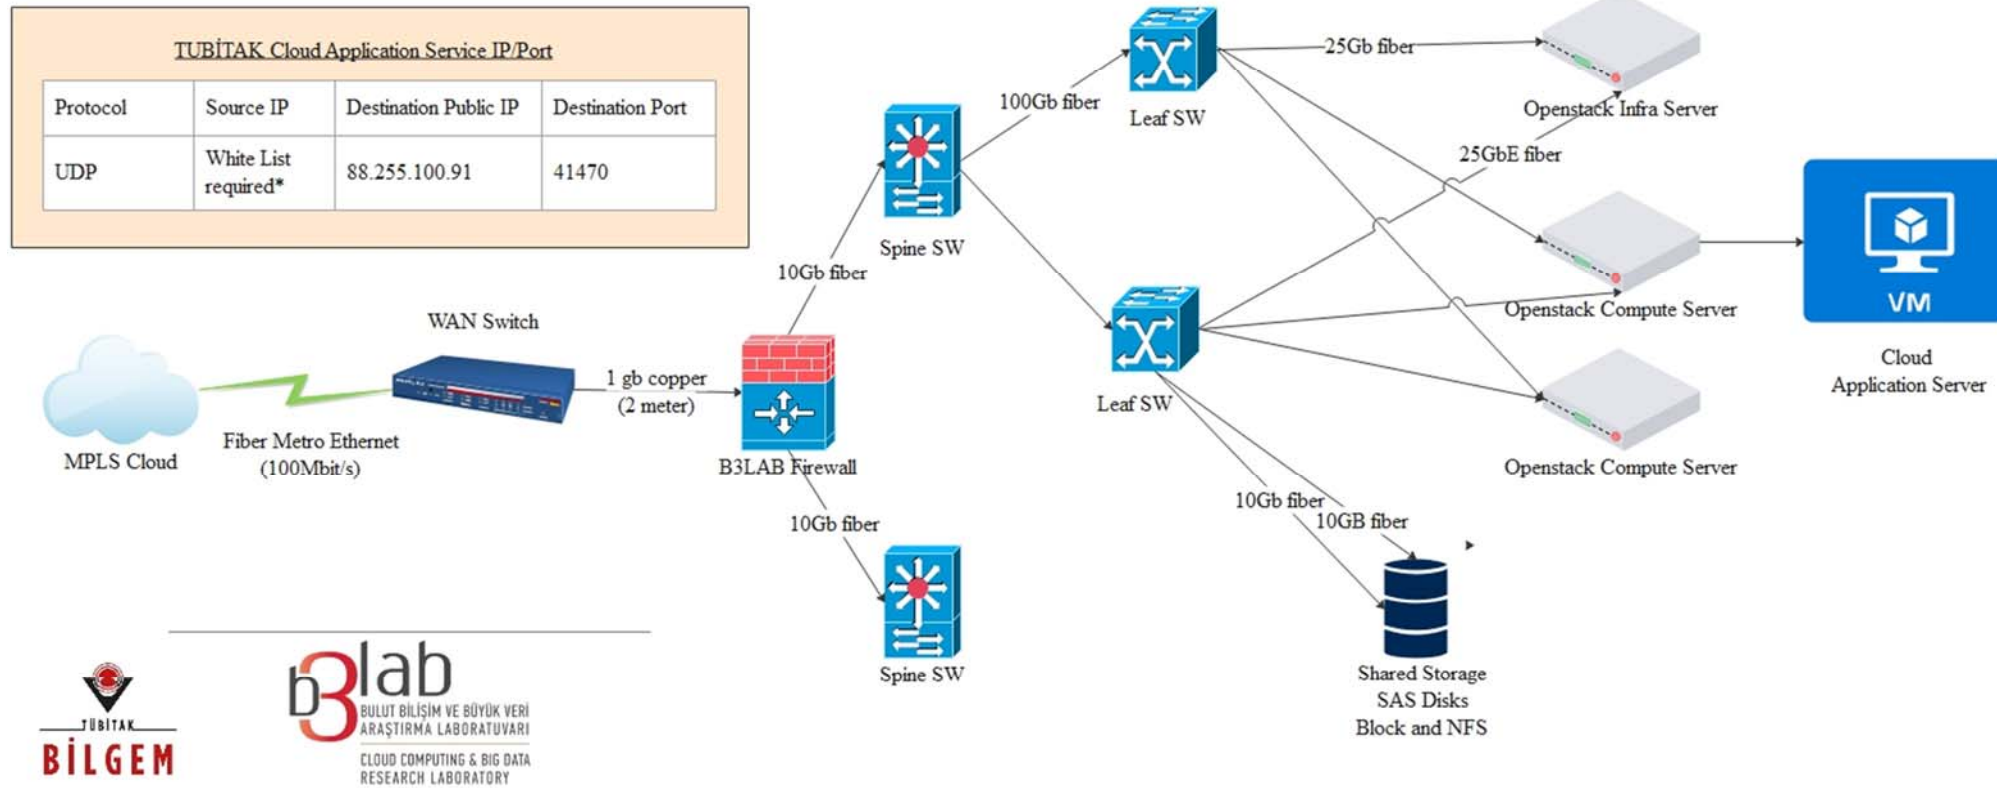 TUBİTAK Cloud Application Service IP/Port
Protocol
Source IP
Destination Public IP
Destination Port
UDP
White List
required*
88.255.100.91
41470
MPLS Cloud
Fiber Metro Ethernet
(100Mbit/s)
WAN Switch
1 gb copper
(2 meter)
B3LAB Firewall
10Gb fiber
Spine SW
10Gb fiber
Spine SW
100Gb fiber
Leaf SW
Leaf SW
25Gb fiber
25GbE fiber
Openstack Infra Server
Openstack Compute Server
Openstack Compute Server
VM
Cloud
Application Server
10Gb fiber
10GB fiber
Shared Storage
SAS Disks
Block and NFS
TÜBİTAK
BİLGEM
b3lab
BULUT BİLİŞİM VE BÜYÜK VERİ
ARAŞTIRMA LABORATUVARI
CLOUD COMPUTING & BIG DATA
RESEARCH LABORATORY